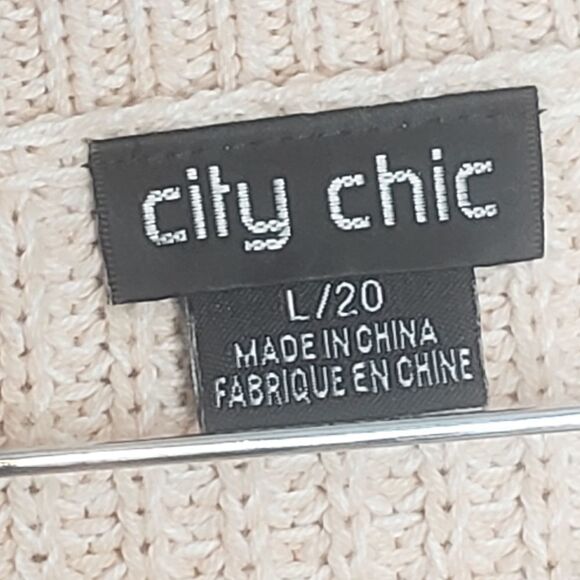 city chic
L/20
MADE IN CHINA
FABRIQUE EN CHINE